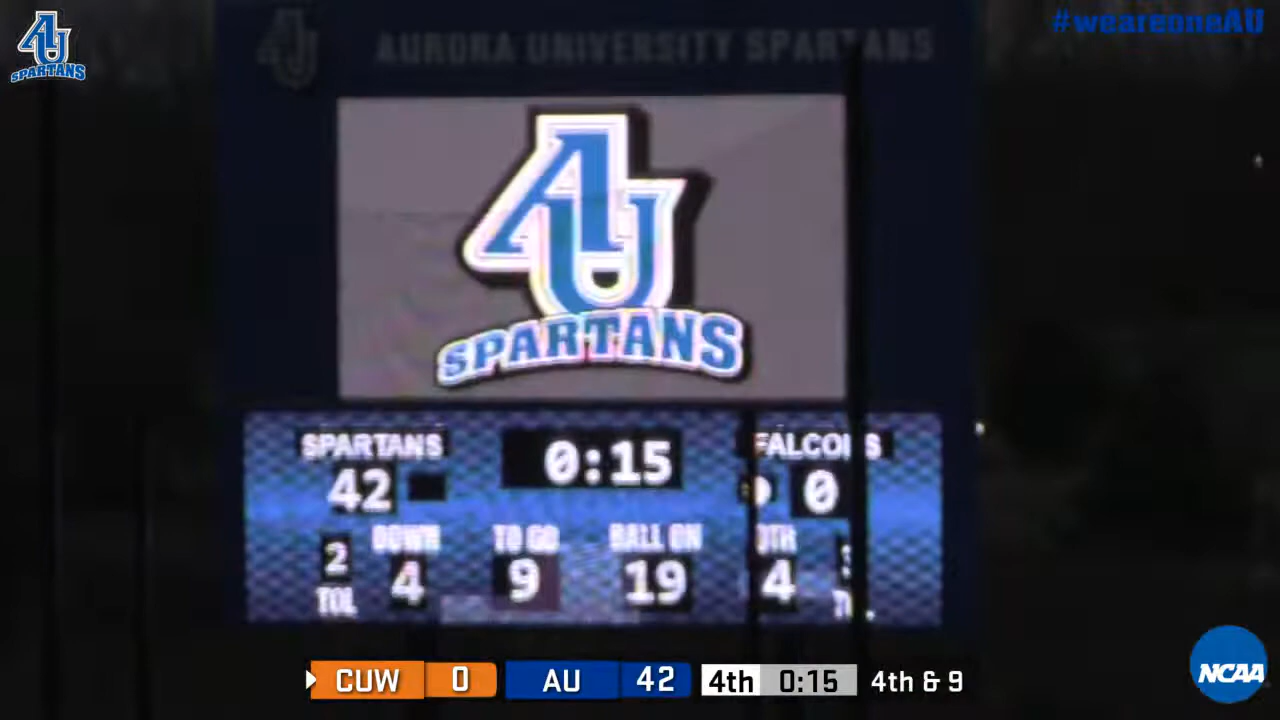 AU
SPARTANS
#weareoneAU
AU AURORA UNIVERSITY SPARTANS
AU
SPARTANS
SPARTANS 0:15
42 0
DOWN TO GO BALL ON
2 4 9 19 4
TOL
CUW 0 AU 42 4th 0:15 4th & 9
NCAA